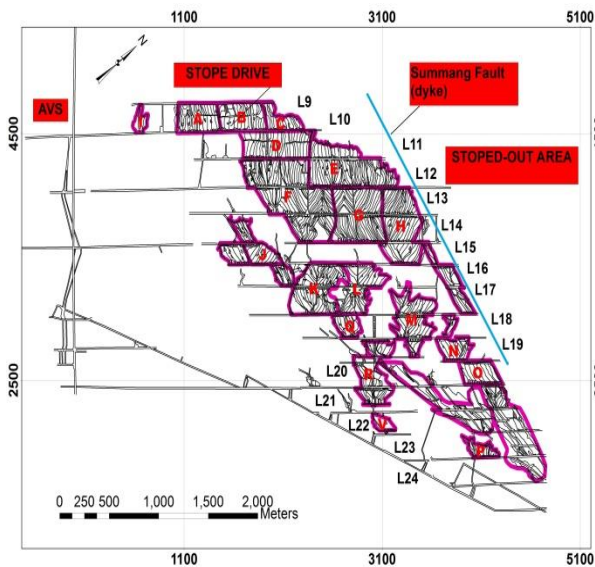 1100 3100 5100
N
STOPE DRIVE
Summang Fault
(dyke)
AVS
L9
L10
4500
A
B
D
L11
STOPED-OUT AREA
E
L12
F
L13
G
H
L14
L15
J
L16
K
L
L17
M
L18
Q
N
L19
L20
R
O
2500
L21
L22
V
L23
P
L24
0 250 500 1,000 1,500 2,000
Meters
1100 3100 5100